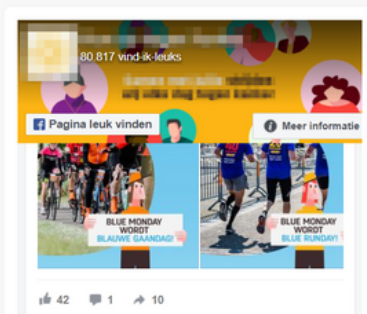 80.817 vind-ik-leuks
Pagina leuk vinden
Meer informatie
BLUE MONDAY
WORDT
BLAUWE GAANDAG!
BLUE MONDAY
WORDT
BLUE RUNDAY!
42 1 10